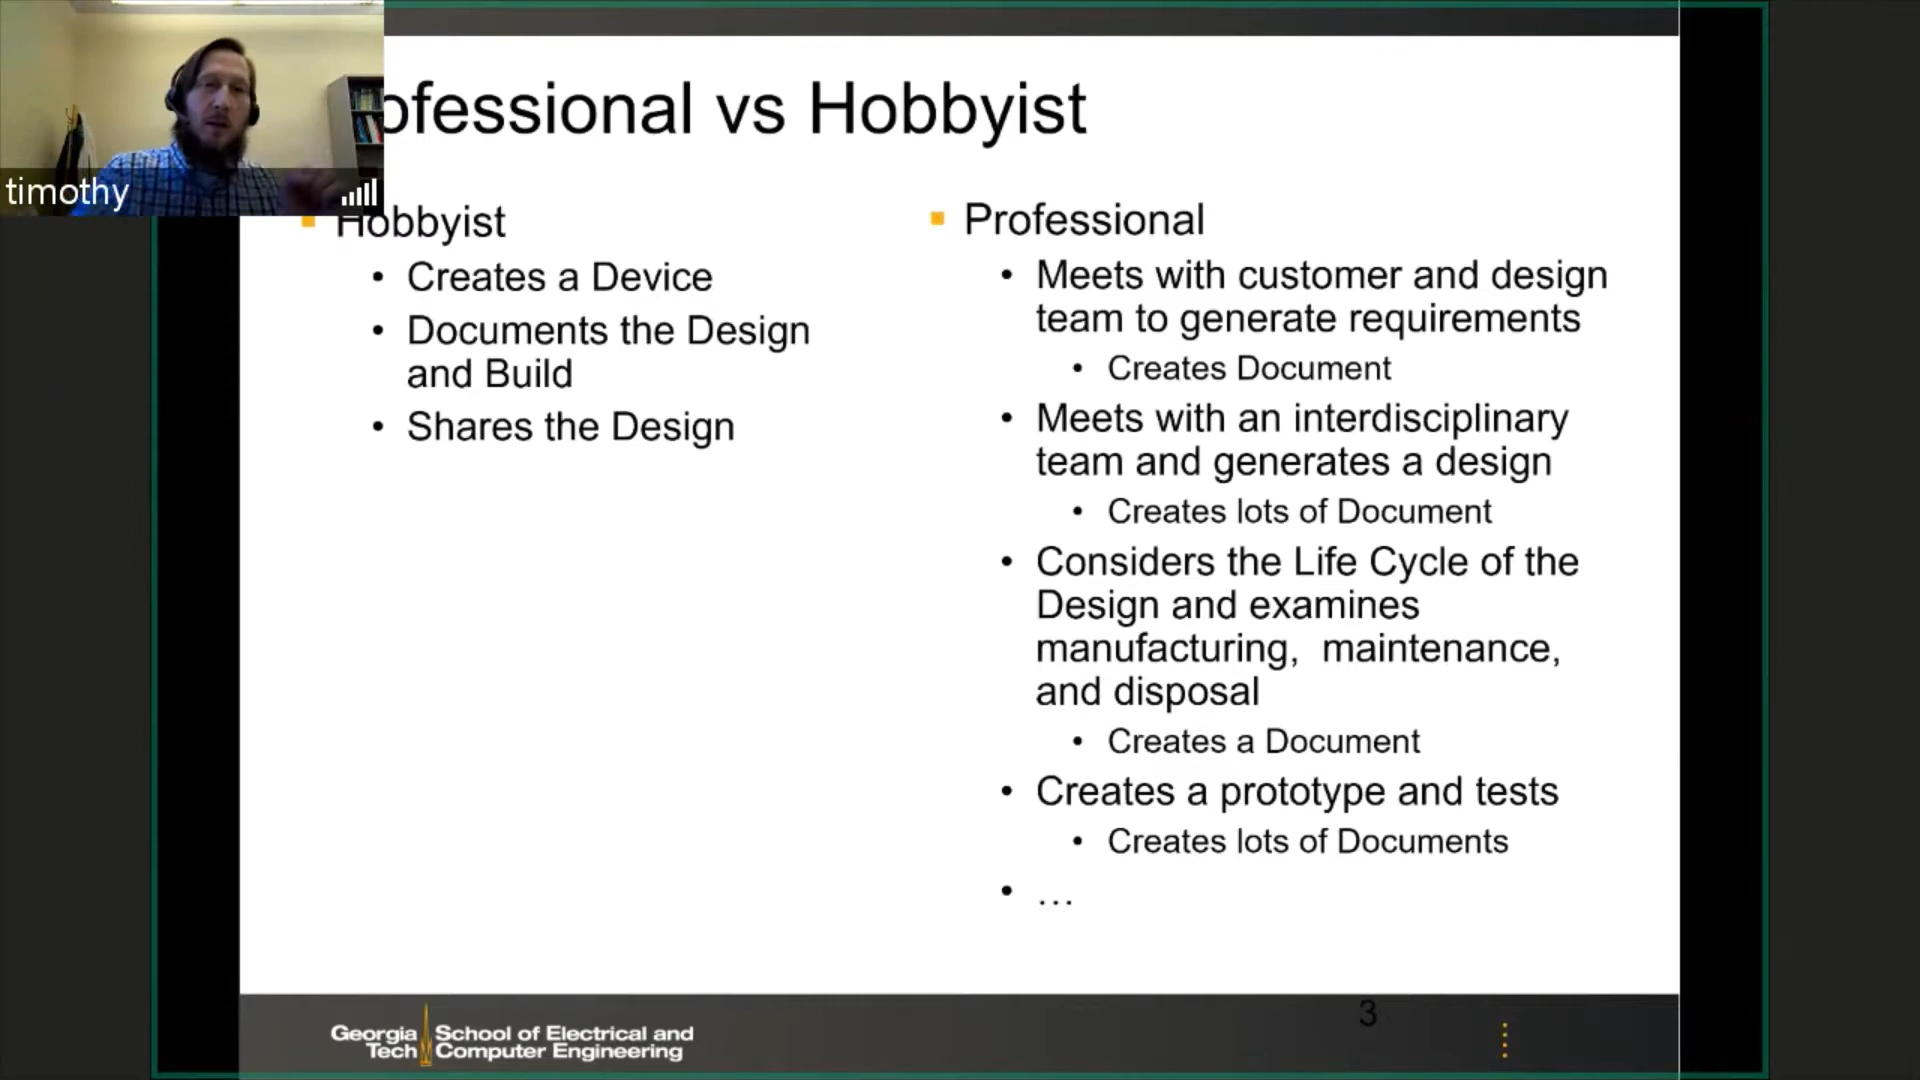 timothy
ofessional vs Hobbyist
Hobbyist
• Creates a Device
• Documents the Design
and Build
• Shares the Design
Professional
• Meets with customer and design
team to generate requirements
• Creates Document
• Meets with an interdisciplinary
team and generates a design
• Creates lots of Document
• Considers the Life Cycle of the
Design and examines
manufacturing,  maintenance,
and disposal
• Creates a Document
• Creates a prototype and tests
• Creates lots of Documents
• …
3
Georgia
Tech
School of Electrical and
Computer Engineering